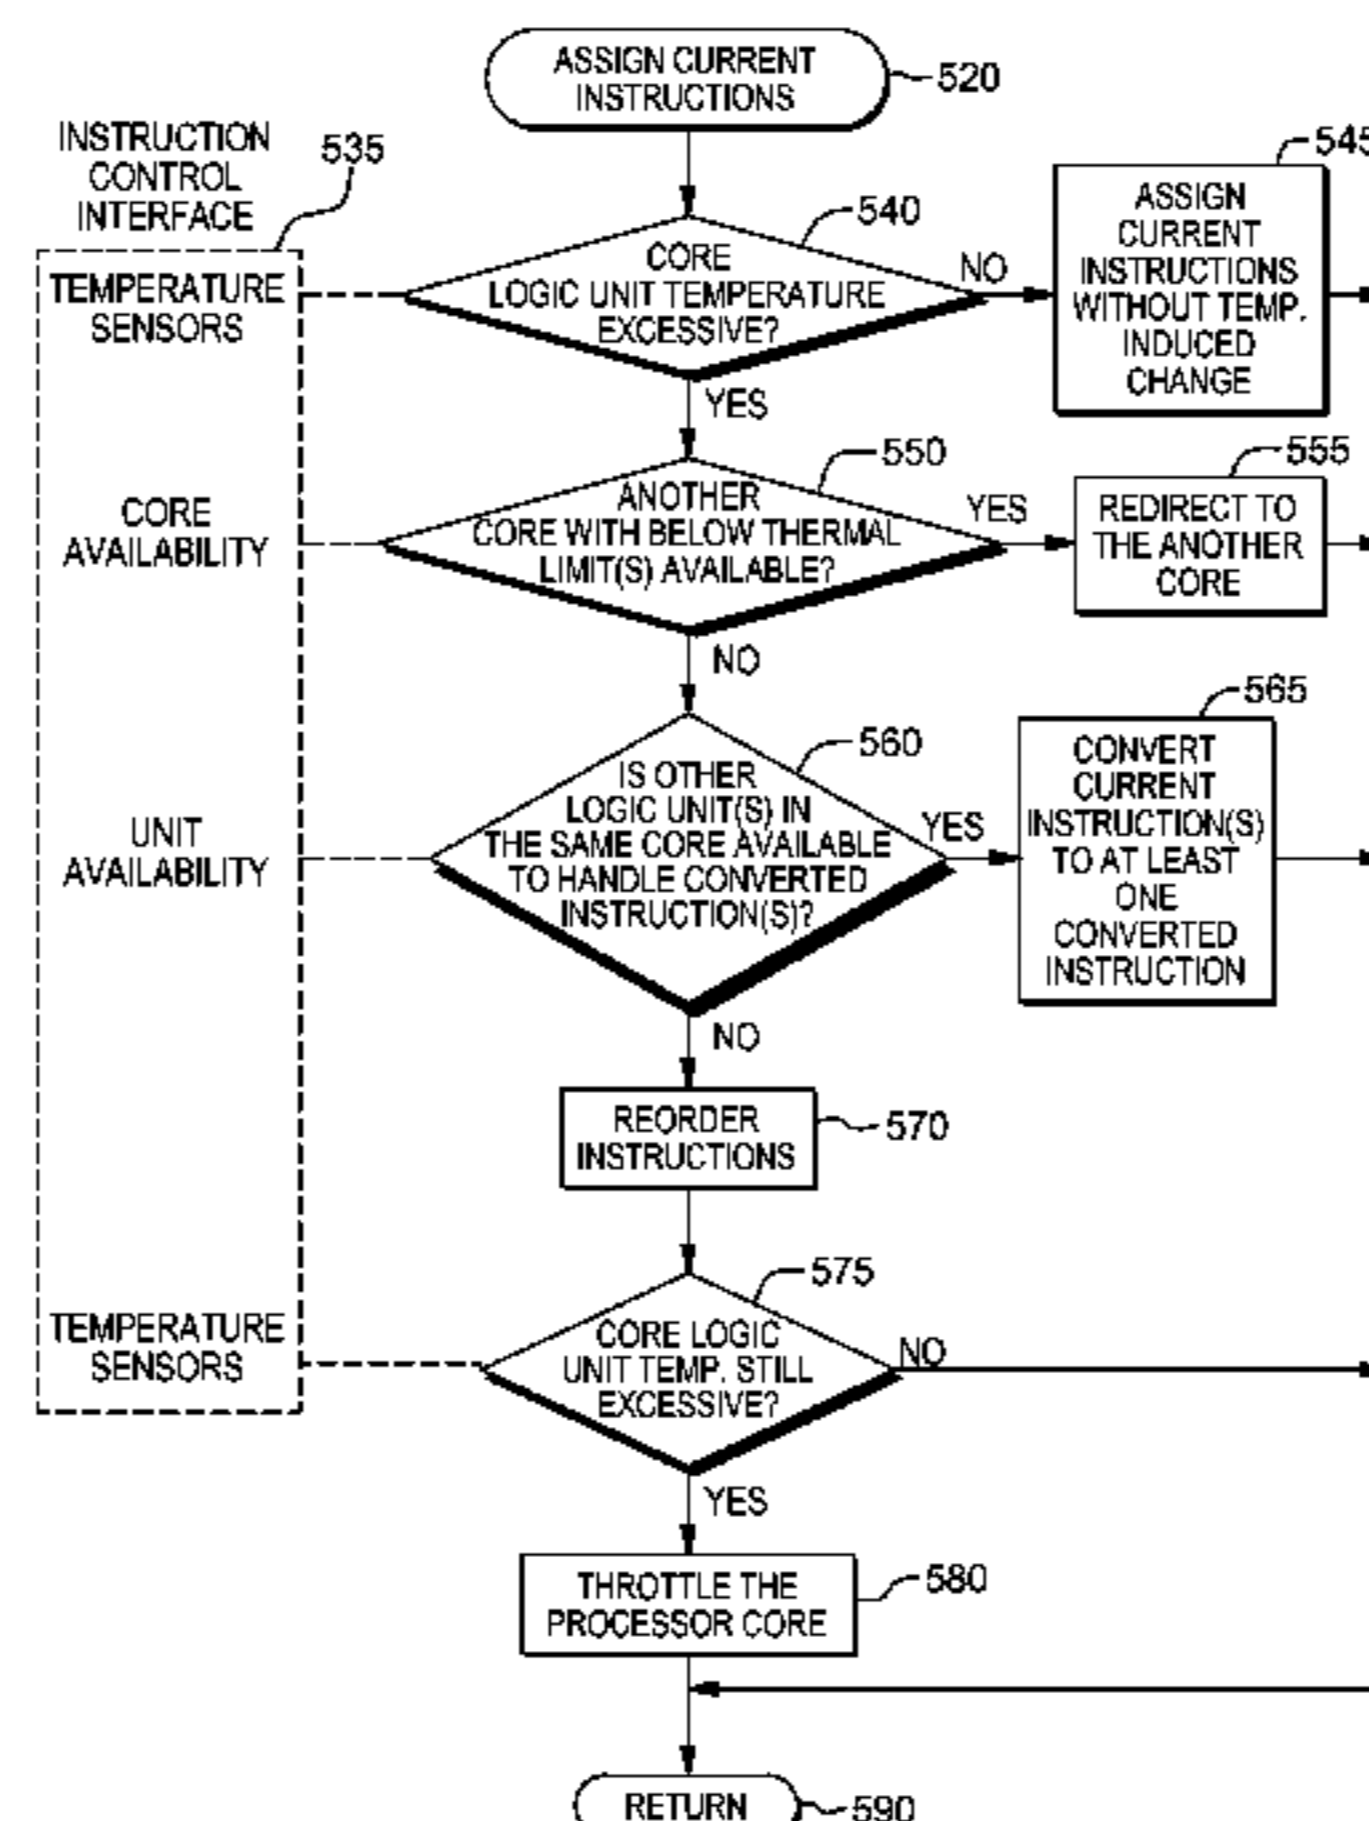 ASSIGN CURRENT
INSTRUCTIONS
520
INSTRUCTION
CONTROL
INTERFACE
535
545
ASSIGN
CURRENT
INSTRUCTIONS
WITHOUT TEMP.
INDUCED
CHANGE
540
CORE
LOGIC UNIT TEMPERATURE
EXCESSIVE?
NO
TEMPERATURE
SENSORS
YES
550
555
ANOTHER
CORE WITH BELOW THERMAL
LIMIT(S) AVAILABLE?
YES
REDIRECT TO
THE ANOTHER
CORE
CORE
AVAILABILITY
NO
560
565
IS OTHER
LOGIC UNIT(S) IN
THE SAME CORE AVAILABLE
TO HANDLE CONVERTED
INSTRUCTION(S)?
YES
CONVERT
CURRENT
INSTRUCTION(S)
TO AT LEAST
ONE
CONVERTED
INSTRUCTION
UNIT
AVAILABILITY
NO
REORDER
INSTRUCTIONS
570
575
TEMPERATURE
SENSORS
CORE LOGIC
UNIT TEMP. STILL
EXCESSIVE?
NO
YES
THROTTLE THE
PROCESSOR CORE
580
RETURN
590